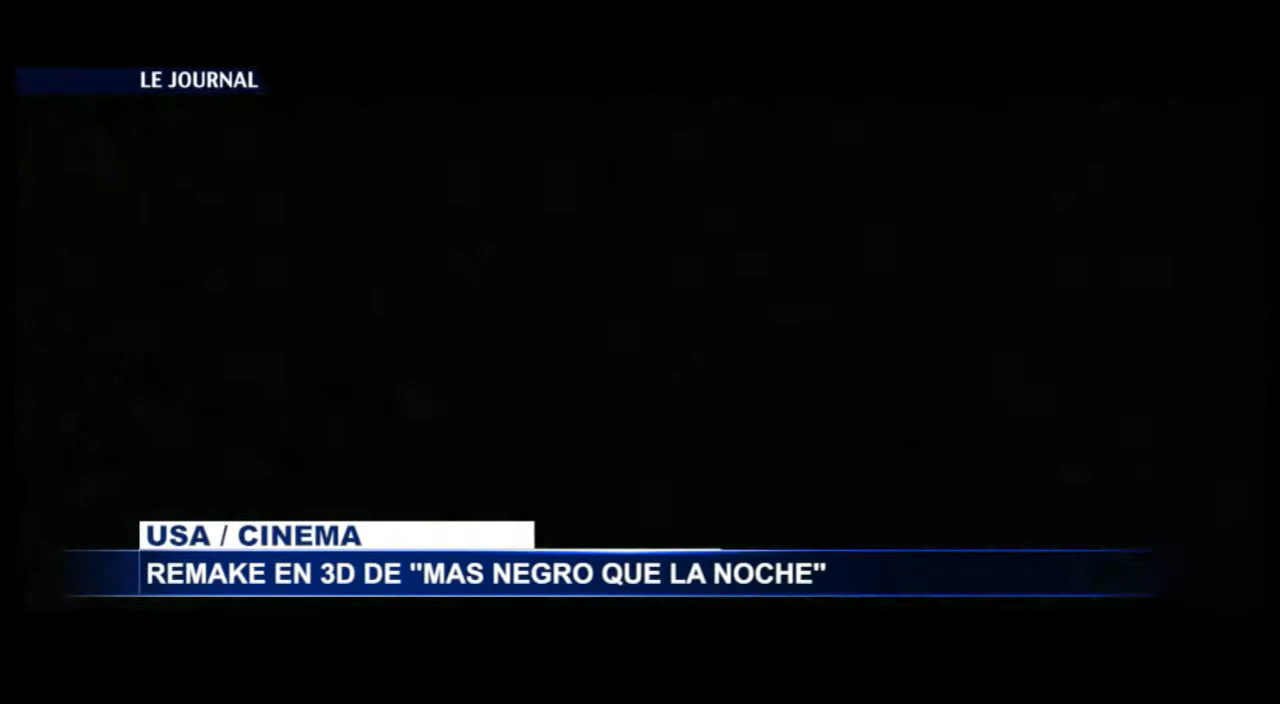 LE JOURNAL
USA / CINEMA
REMAKE EN 3D DE "MAS NEGRO QUE LA NOCHE"